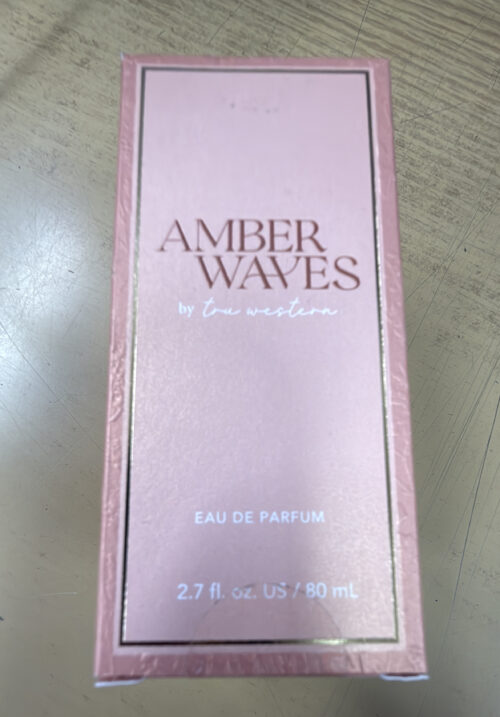 AMBER
WAVES
by tru western
EAU DE PARFUM
2.7 fl. oz. US / 80 mL